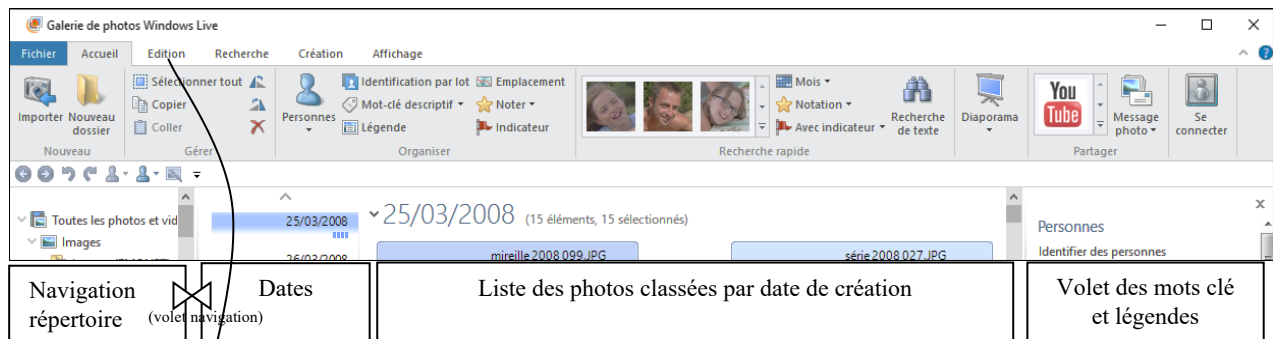 Galerie de photos Windows Live
Fichier Accueil Edition Recherche Création Affichage
Sélectionner tout Identification par lot Emplacement Mois
Copier Mot-clé descriptif Noter Notation
Importer Nouveau dossier Coller Personnes Légende Indicateur Avec indicateur Recherche de texte Diaporama You Tube Message photo Se connecter
Nouveau Gérer Organiser Recherche rapide Partager
25/03/2008 25/03/2008 (15 éléments, 15 sélectionnés)
Toutes les photos et vid Personnes
Images Identifier des personnes
26/03/2008 mireille 2008 099.JPG série 2008 027.JPG
Navigation Dates Liste des photos classées par date de création Volet des mots clé
répertoire (volet navigation) et légendes